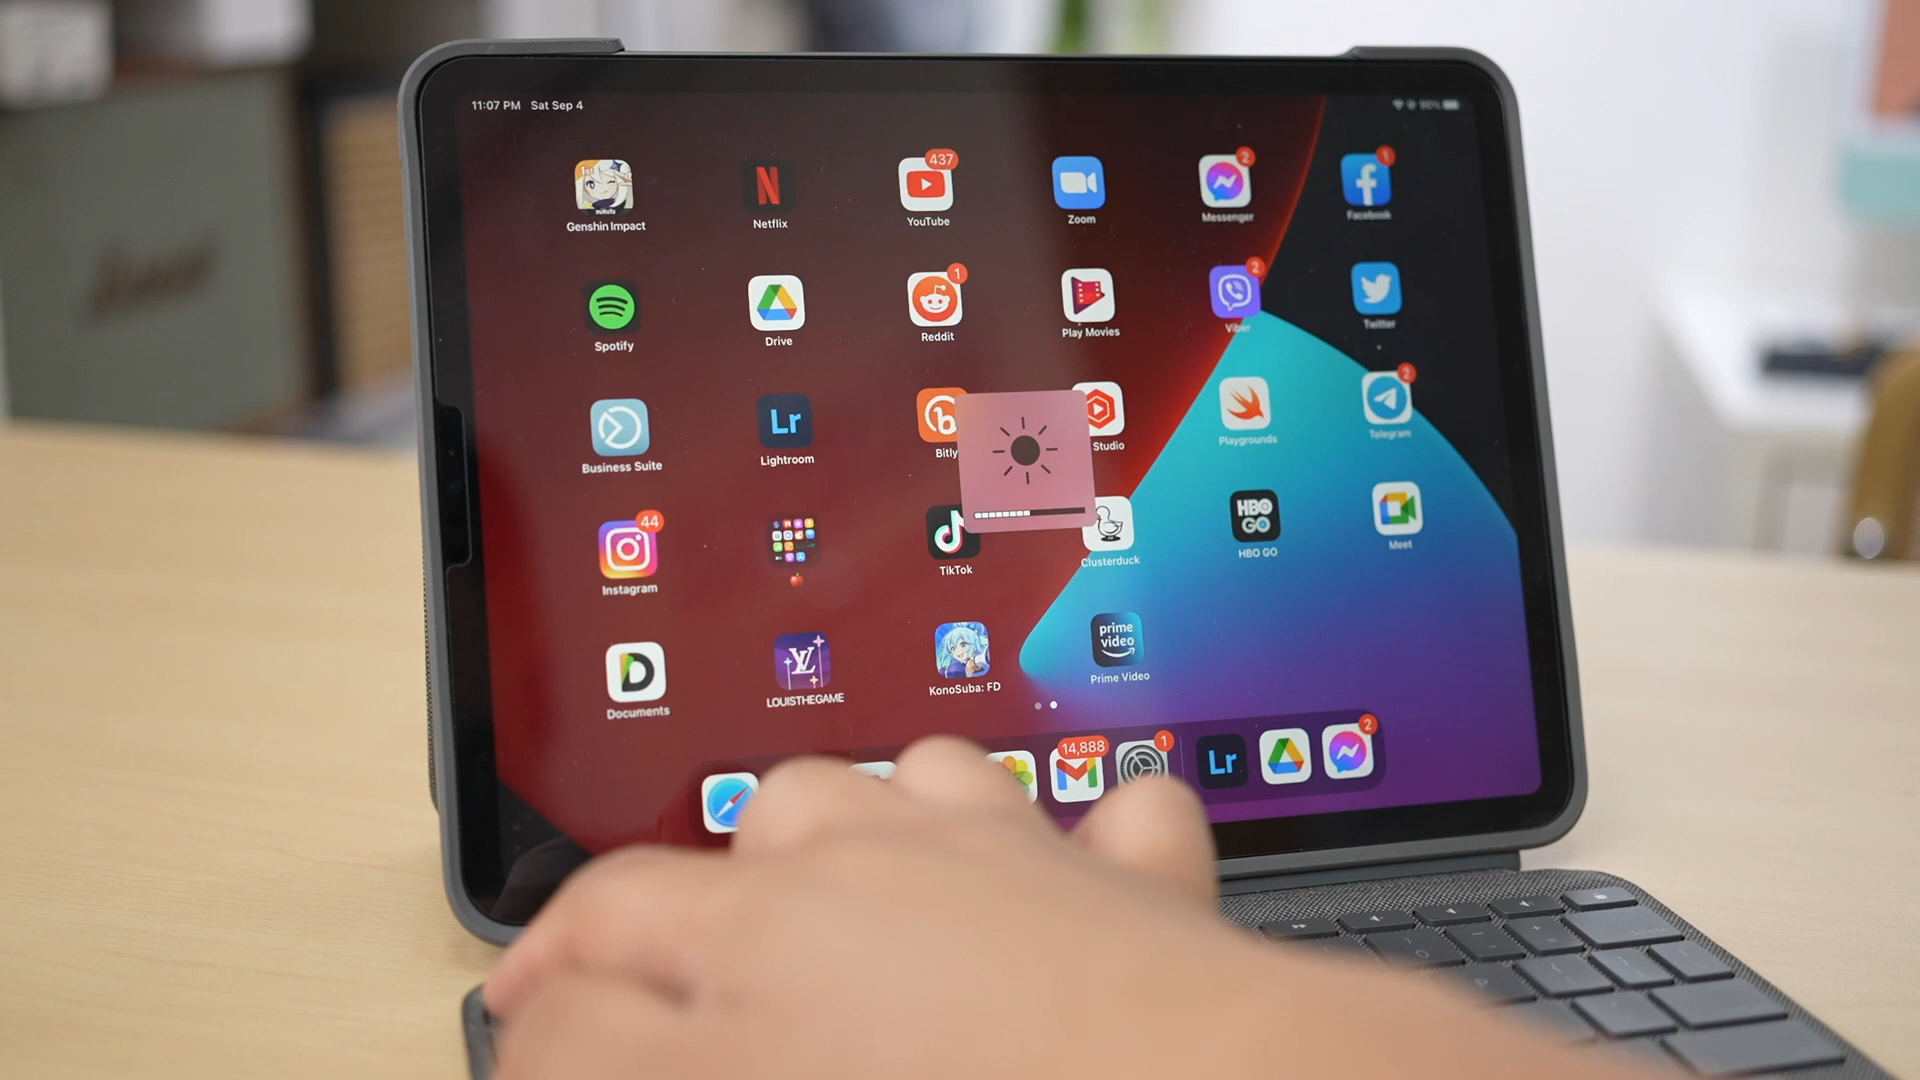 11:07 PM Sat Sep 4
90%
437
2
1
Genshin Impact
Netflix
YouTube
Zoom
Messenger
Facebook
1
2
Spotify
Drive
Reddit
Play Movies
Viber
Twitter
Lr
2
Business Suite
Lightroom
Bitly
Studio
Playgrounds
Telegram
44
HBO
GO
Instagram
TikTok
Clusterduck
HBO GO
Meet
prime
video
Documents
LOUISTHEGAME
KonoSuba: FD
Prime Video
14,888
1
Lr
2